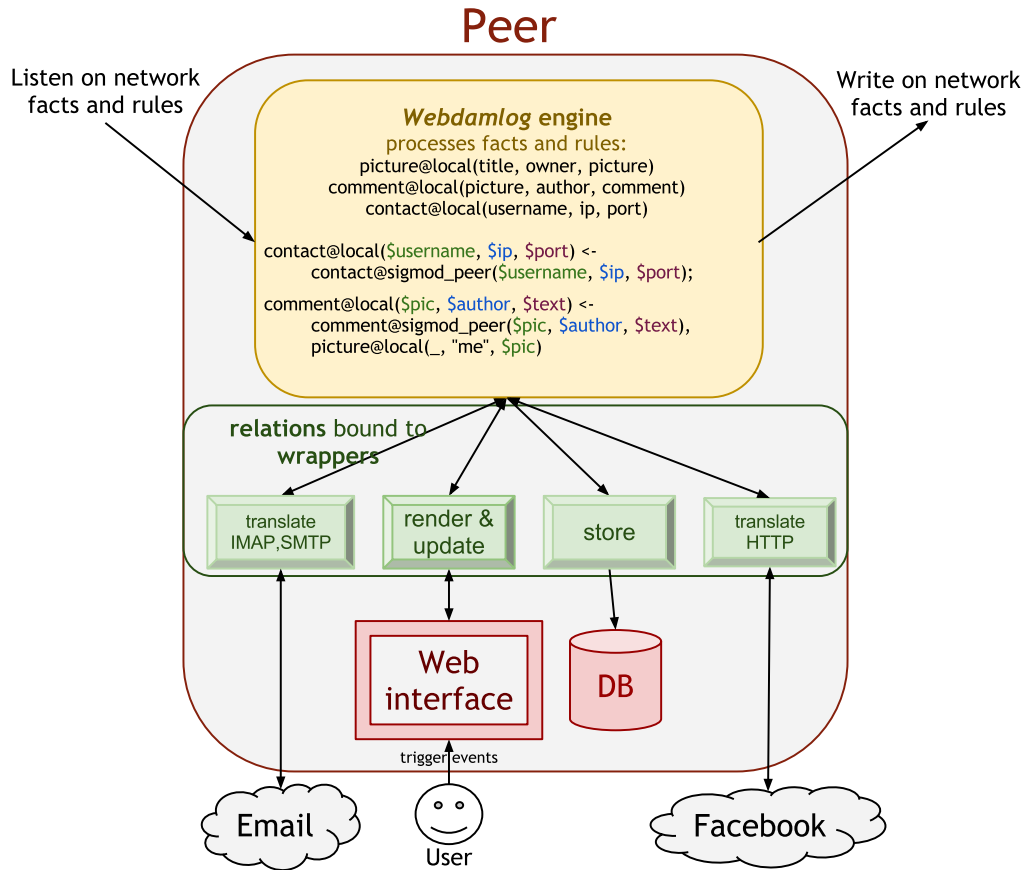 Peer
Listen on network
facts and rules
Write on network
facts and rules
Webdamlog engine
processes facts and rules:
picture@local(title, owner, picture)
comment@local(picture, author, comment)
contact@local(username, ip, port)
contact@local($username, $ip, $port) <-
contact@sigmod_peer($username, $ip, $port);
comment@local($pic, $author, $text) <-
comment@sigmod_peer($pic, $author, $text),
picture@local(_, "me", $pic)
relations bound to
wrappers
translate
IMAP,SMTP
render &
update
store
translate
HTTP
Web
interface
DB
trigger events
Email
User
Facebook